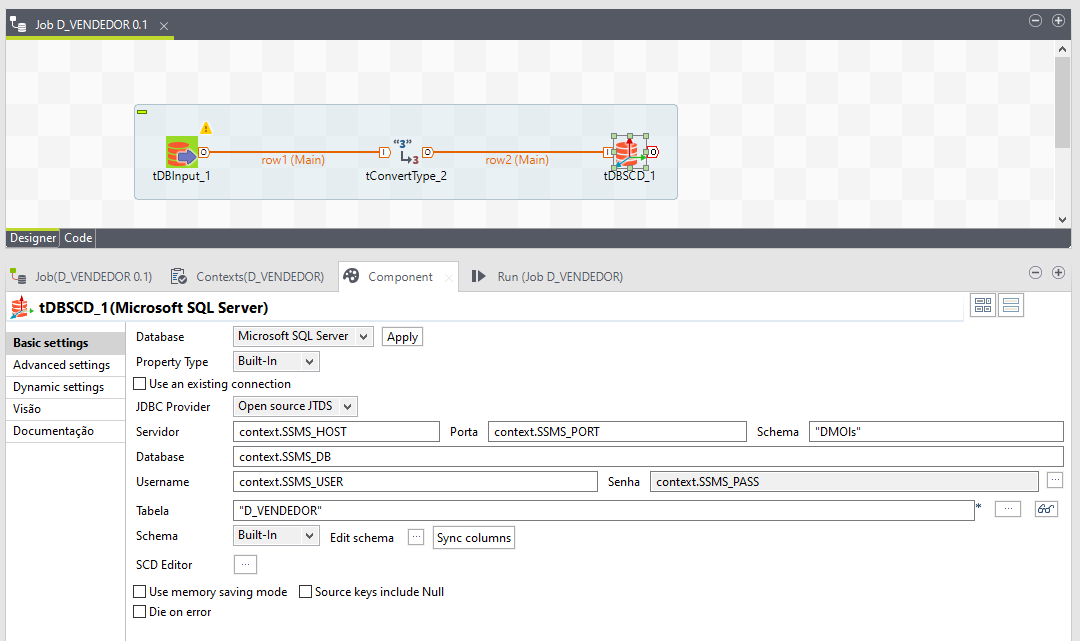 Job D_VENDEDOR 0.1
"3"
3
O
row1 (Main)
I
O
row2 (Main)
I
O
tDBInput_1
tConvertType_2
tDBSCD_1
Designer
Code
Job(D_VENDEDOR 0.1)
Contexts(D_VENDEDOR)
Component
Run (Job D_VENDEDOR)
tDBSCD_1(Microsoft SQL Server)
Basic settings
Advanced settings
Dynamic settings
Visão
Documentação
Database
Microsoft SQL Server
Apply
Property Type
Built-In
Use an existing connection
JDBC Provider
Open source JTDS
Servidor
context.SSMS_HOST
Porta
context.SSMS_PORT
Schema
"DMOls"
Database
context.SSMS_DB
Username
context.SSMS_USER
Senha
context.SSMS_PASS
...
Tabela
"D_VENDEDOR"
*
...
Schema
Built-In
Edit schema
...
Sync columns
SCD Editor
...
Use memory saving mode
Source keys include Null
Die on error